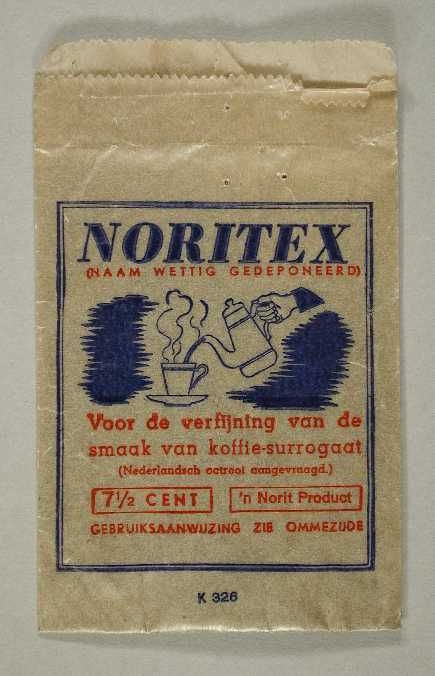 NORITEX
(NAAM WETTIG GEDEPONEERD)
Voor de verfijning van de
smaak van koffie-surrogaat
(Nederlandsch octrooi aangevraagd.)
7½ CENT 'n Norit Product
GEBRUIKSAANWIJZING ZIE OMMEZIJDE
K 326